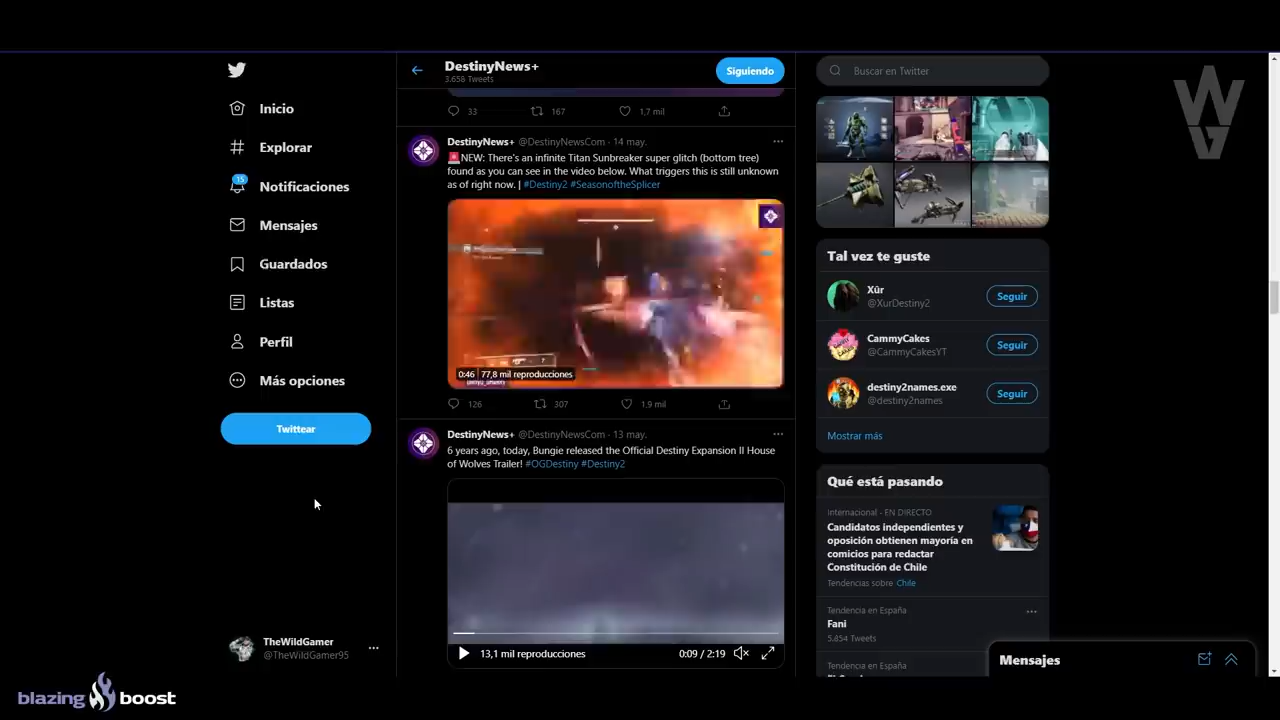 DestinyNews+
3.658 Tweets
Siguiendo
Buscar en Twitter
Inicio
Explorar
15
Notificaciones
Mensajes
Guardados
Listas
Perfil
Más opciones
Twittear
TheWildGamer
@TheWildGamer95
33
167
1,7 mil
DestinyNews+ @DestinyNewsCom · 14 may.
NEW: There's an infinite Titan Sunbreaker super glitch (bottom tree)
found as you can see in the video below. What triggers this is still unknown
as of right now. | #Destiny2 #SeasonoftheSplicer
0:46
77,8 mil reproducciones
126
307
1,9 mil
DestinyNews+ @DestinyNewsCom · 13 may.
6 years ago, today, Bungie released the Official Destiny Expansion II House
of Wolves Trailer! #OGDestiny #Destiny2
13,1 mil reproducciones
0:09 / 2:19
Tal vez te guste
Xûr
@XurDestiny2
Seguir
CammyCakes
@CammyCakesYT
Seguir
destiny2names.exe
@destiny2names
Seguir
Mostrar más
Qué está pasando
Internacional · EN DIRECTO
Candidatos independientes y
oposición obtienen mayoría en
comicios para redactar
Constitución de Chile
Tendencias sobre Chile
Tendencia en España
Fani
5.854 Tweets
Tendencia en España
Mensajes
blazing boost